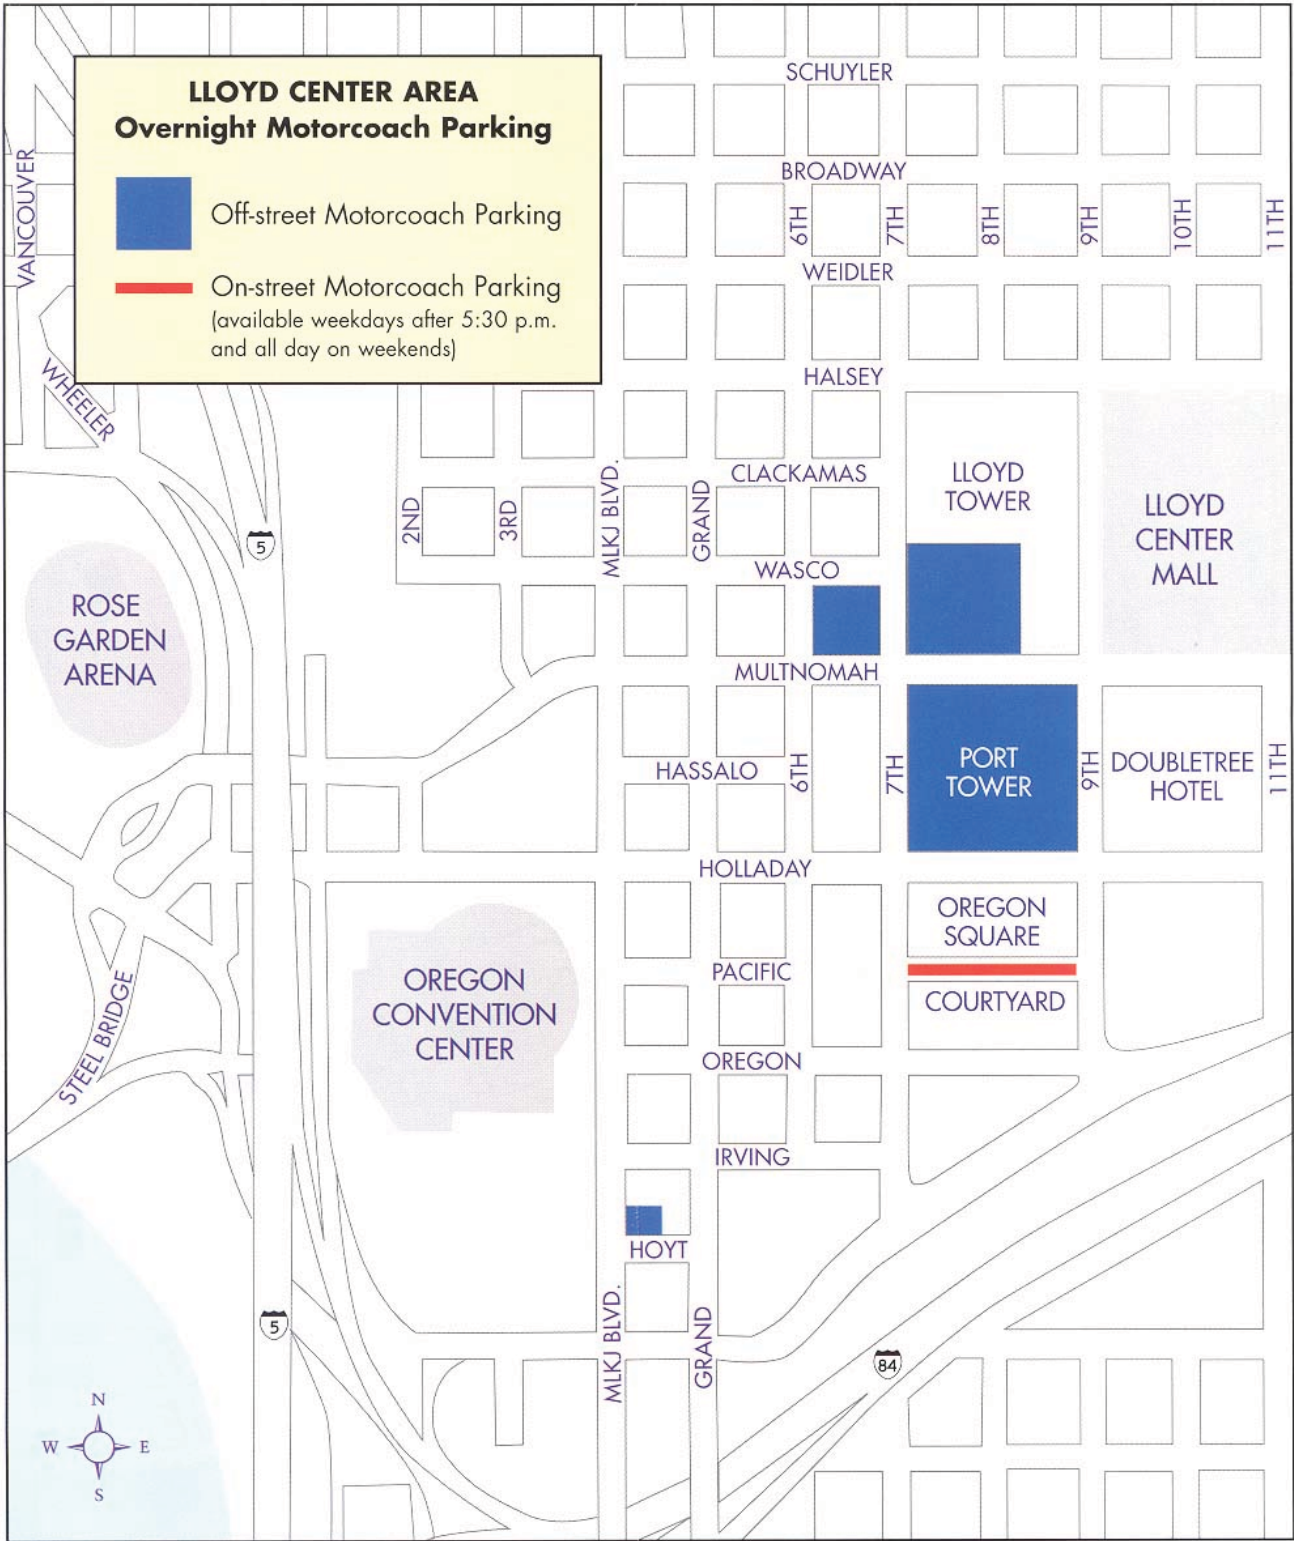 LLOYD CENTER AREA
Overnight Motorcoach Parking
Off-street Motorcoach Parking
On-street Motorcoach Parking
(available weekdays after 5:30 p.m.
and all day on weekends)
SCHUYLER
BROADWAY
VANCOUVER
6TH
7TH
8TH
9TH
10TH
11TH
WEIDLER
WHEELER
HALSEY
CLACKAMAS
LLOYD
TOWER
2ND
3RD
MLKJ BLVD.
GRAND
LLOYD
CENTER
MALL
5
WASCO
ROSE
GARDEN
ARENA
MULTNOMAH
HASSALO
6TH
7TH
PORT
TOWER
9TH
DOUBLETREE
HOTEL
11TH
HOLLADAY
OREGON
SQUARE
PACIFIC
COURTYARD
OREGON
CONVENTION
CENTER
STEEL BRIDGE
OREGON
IRVING
HOYT
5
MLKJ BLVD.
GRAND
84
N
W E
S